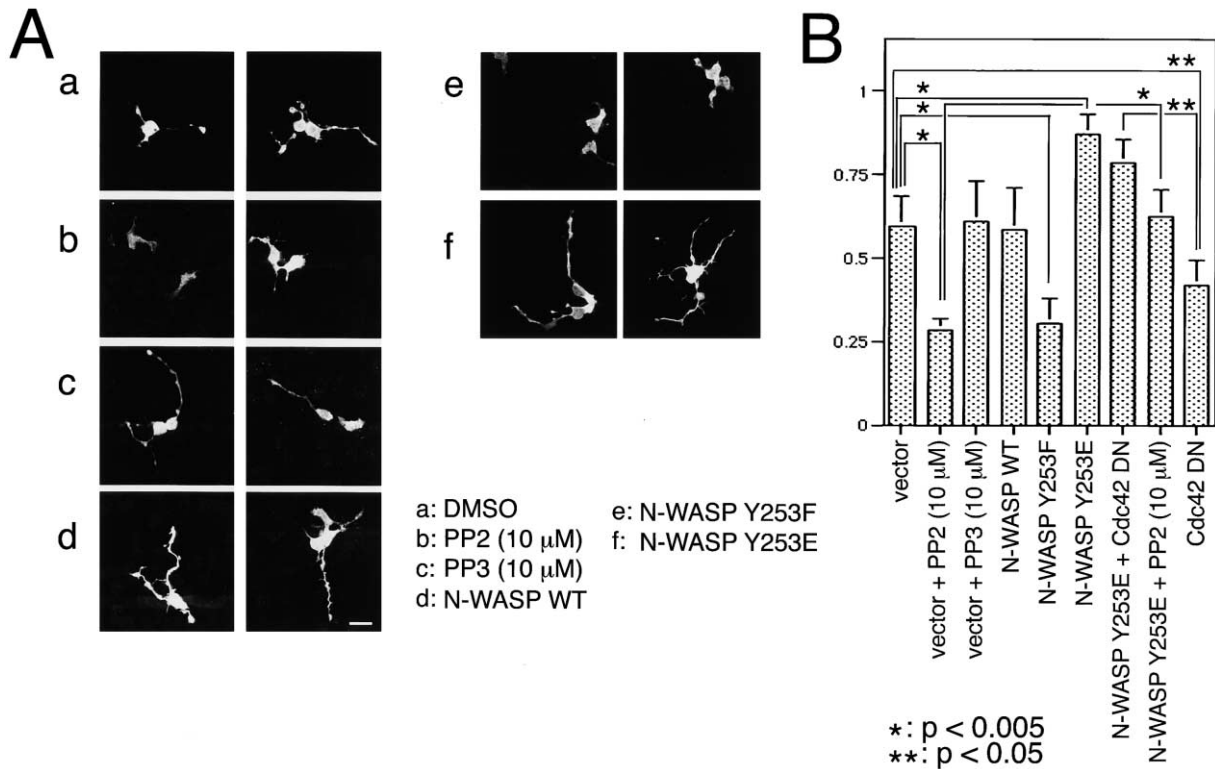 A
a
b
c
d
e
f
a: DMSO
b: PP2 (10 μM)
c: PP3 (10 μM)
d: N-WASP WT
e: N-WASP Y253F
f: N-WASP Y253E
B
1
0.75
0.5
0.25
0
**
*
*
*
*
**
vector
vector + PP2 (10 μM)
vector + PP3 (10 μM)
N-WASP WT
N-WASP Y253F
N-WASP Y253E
N-WASP Y253E + Cdc42 DN
N-WASP Y253E + PP2 (10 μM)
Cdc42 DN
*: p < 0.005
**: p < 0.05